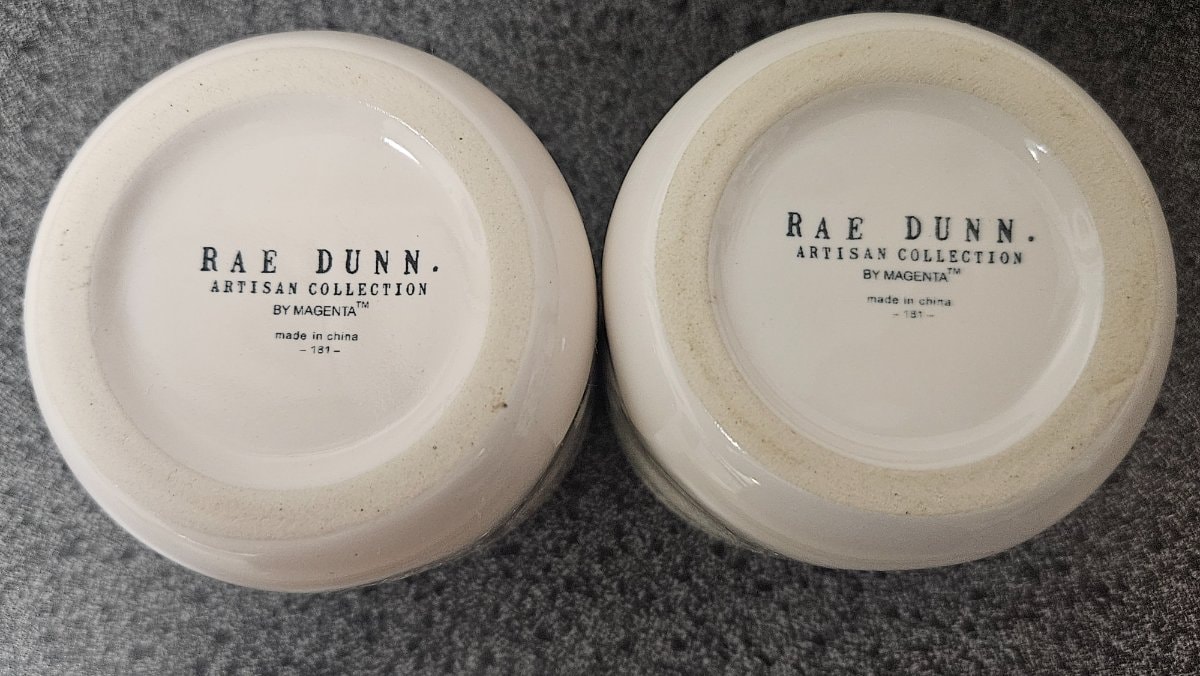 RAE DUNN.
ARTISAN COLLECTION
BY MAGENTA™
made in china
- 181 -
RAE DUNN.
ARTISAN COLLECTION
BY MAGENTA™
made in china
- 181 -